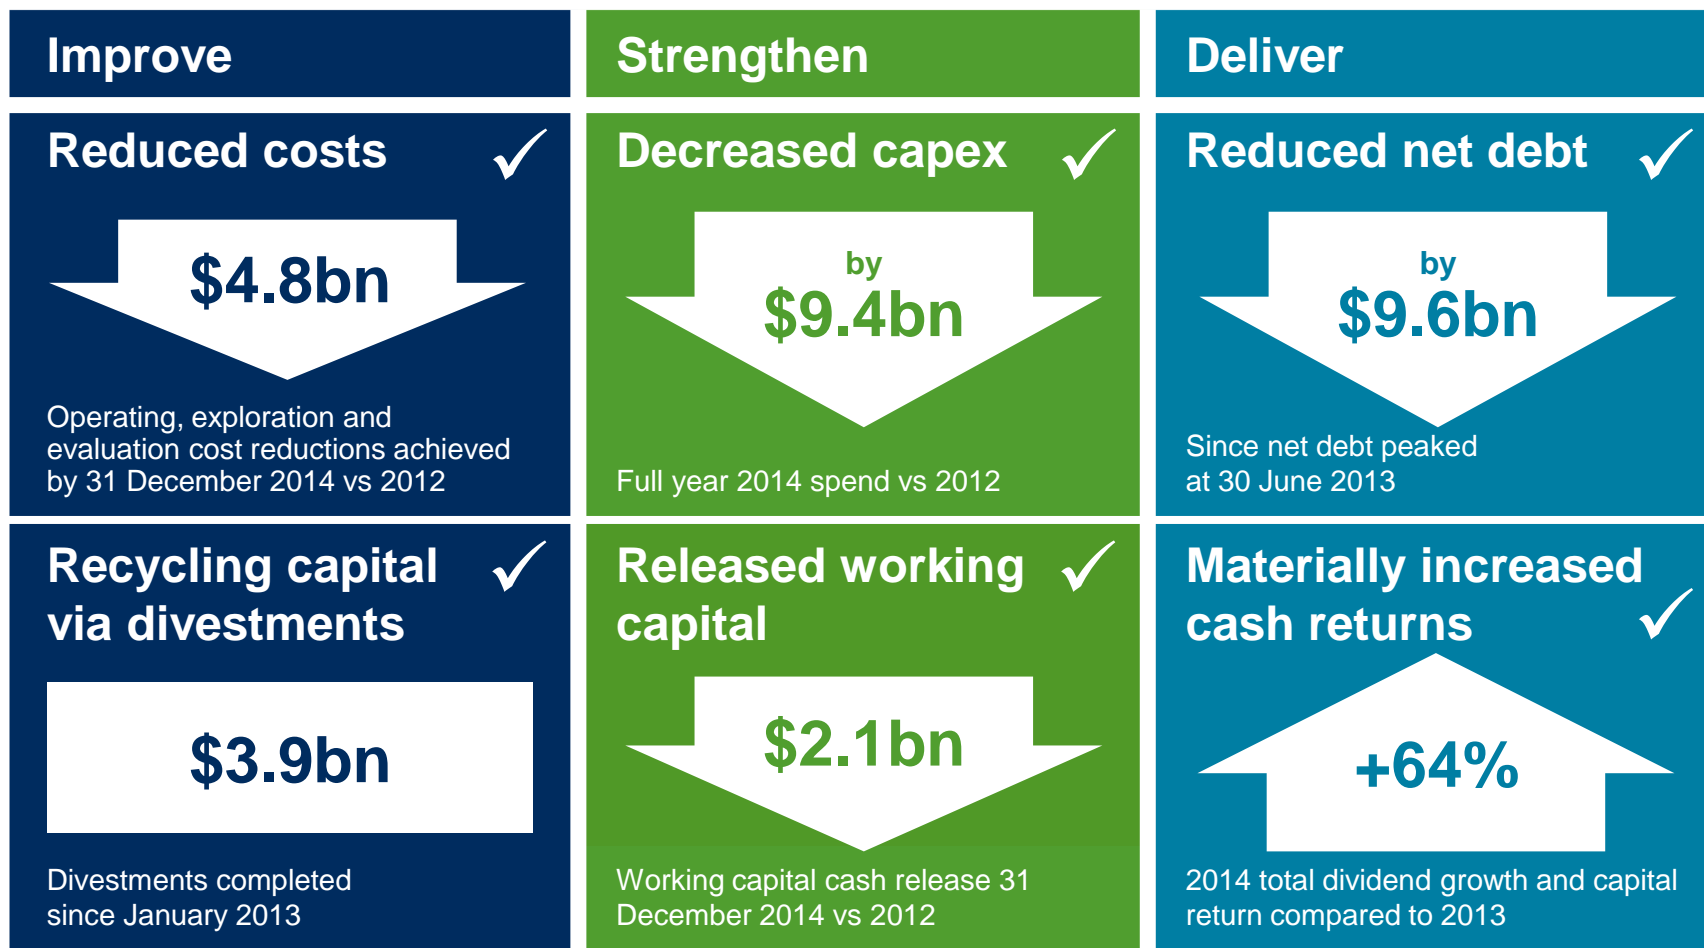 Improve
Reduced costs
$4.8bn
Operating, exploration and
evaluation cost reductions achieved
by 31 December 2014 vs 2012
Recycling capital
via divestments
$3.9bn
Divestments completed
since January 2013
Strengthen
Decreased capex
by
$9.4bn
Full year 2014 spend vs 2012
Released working
capital
$2.1bn
Working capital cash release 31
December 2014 vs 2012
Deliver
Reduced net debt
by
$9.6bn
Since net debt peaked
at 30 June 2013
Materially increased
cash returns
+64%
2014 total dividend growth and capital
return compared to 2013